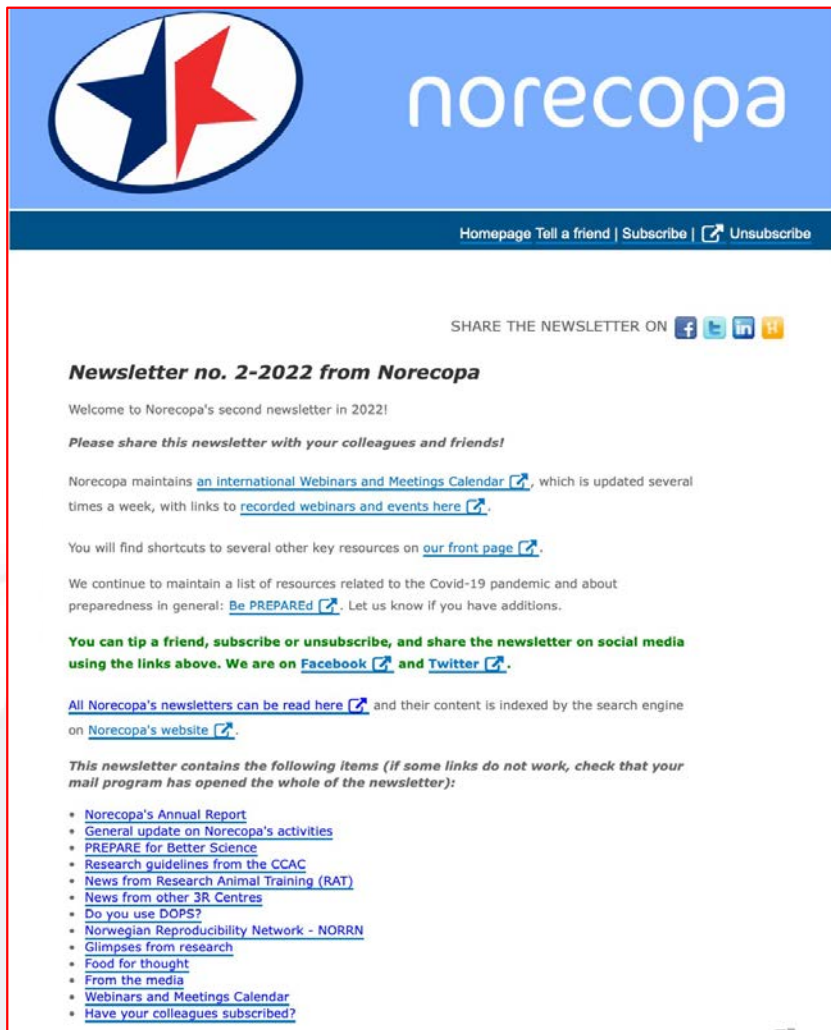 norecopa
Homepage Tell a friend | Subscribe | Unsubscribe
SHARE THE NEWSLETTER ON
Newsletter no. 2-2022 from Norecopa
Welcome to Norecopa's second newsletter in 2022!
Please share this newsletter with your colleagues and friends!
Norecopa maintains an international Webinars and Meetings Calendar, which is updated several
times a week, with links to recorded webinars and events here.
You will find shortcuts to several other key resources on our front page.
We continue to maintain a list of resources related to the Covid-19 pandemic and about
preparedness in general: Be PREPAREd. Let us know if you have additions.
You can tip a friend, subscribe or unsubscribe, and share the newsletter on social media
using the links above. We are on Facebook and Twitter.
All Norecopa's newsletters can be read here and their content is indexed by the search engine
on Norecopa's website.
This newsletter contains the following items (if some links do not work, check that your
mail program has opened the whole of the newsletter):
• Norecopa's Annual Report
• General update on Norecopa's activities
• PREPARE for Better Science
• Research guidelines from the CCAC
• News from Research Animal Training (RAT)
• News from other 3R Centres
• Do you use DOPS?
• Norwegian Reproducibility Network - NORRN
• Glimpses from research
• Food for thought
• From the media
• Webinars and Meetings Calendar
• Have your colleagues subscribed?